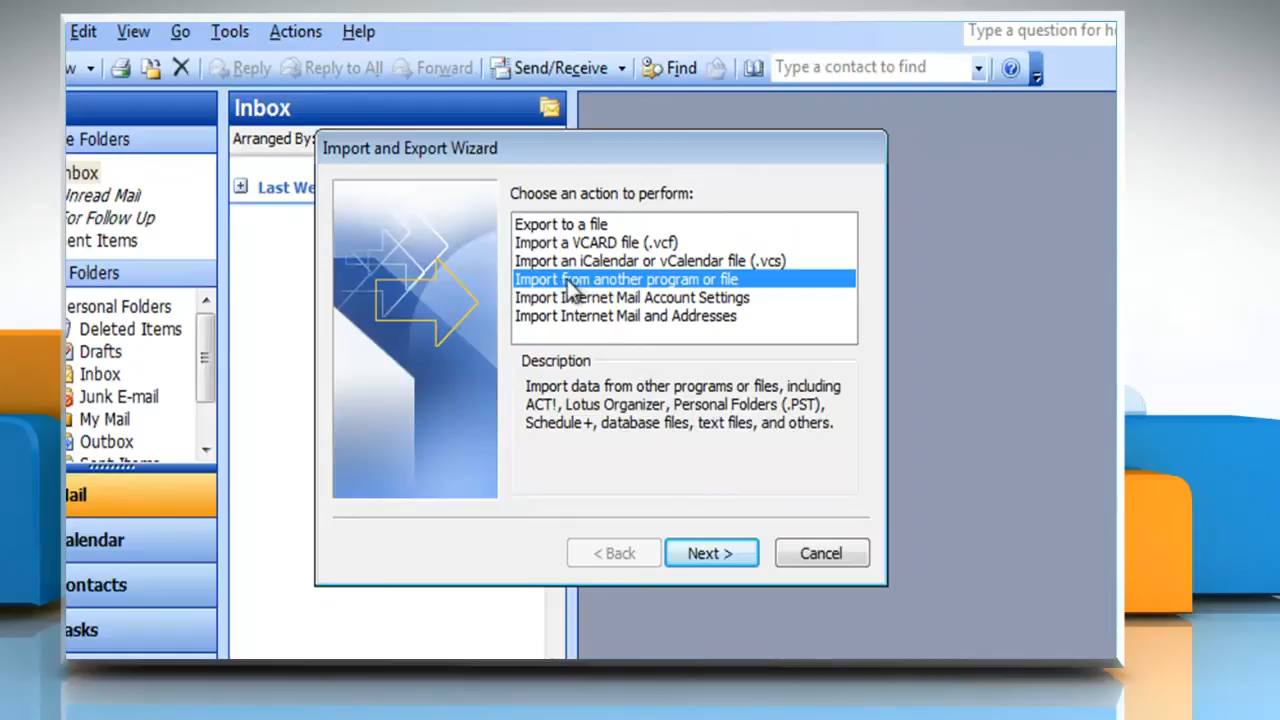 Edit View Go Tools Actions Help Type a question for he
w Reply Reply to All Forward Send/Receive Find Type a contact to find
Inbox
e Folders
Arranged By:
nbox
Unread Mail
Last We
For Follow Up
ent Items
Folders
ersonal Folders
Deleted Items
Drafts
Inbox
Junk E-mail
My Mail
Outbox
Sent Items
ail
alendar
ontacts
asks
Import and Export Wizard
Choose an action to perform:
Export to a file
Import a VCARD file (.vcf)
Import an iCalendar or vCalendar file (.vcs)
Import from another program or file
Import Internet Mail Account Settings
Import Internet Mail and Addresses
Description
Import data from other programs or files, including
ACT!, Lotus Organizer, Personal Folders (.PST),
Schedule+, database files, text files, and others.
< Back Next > Cancel